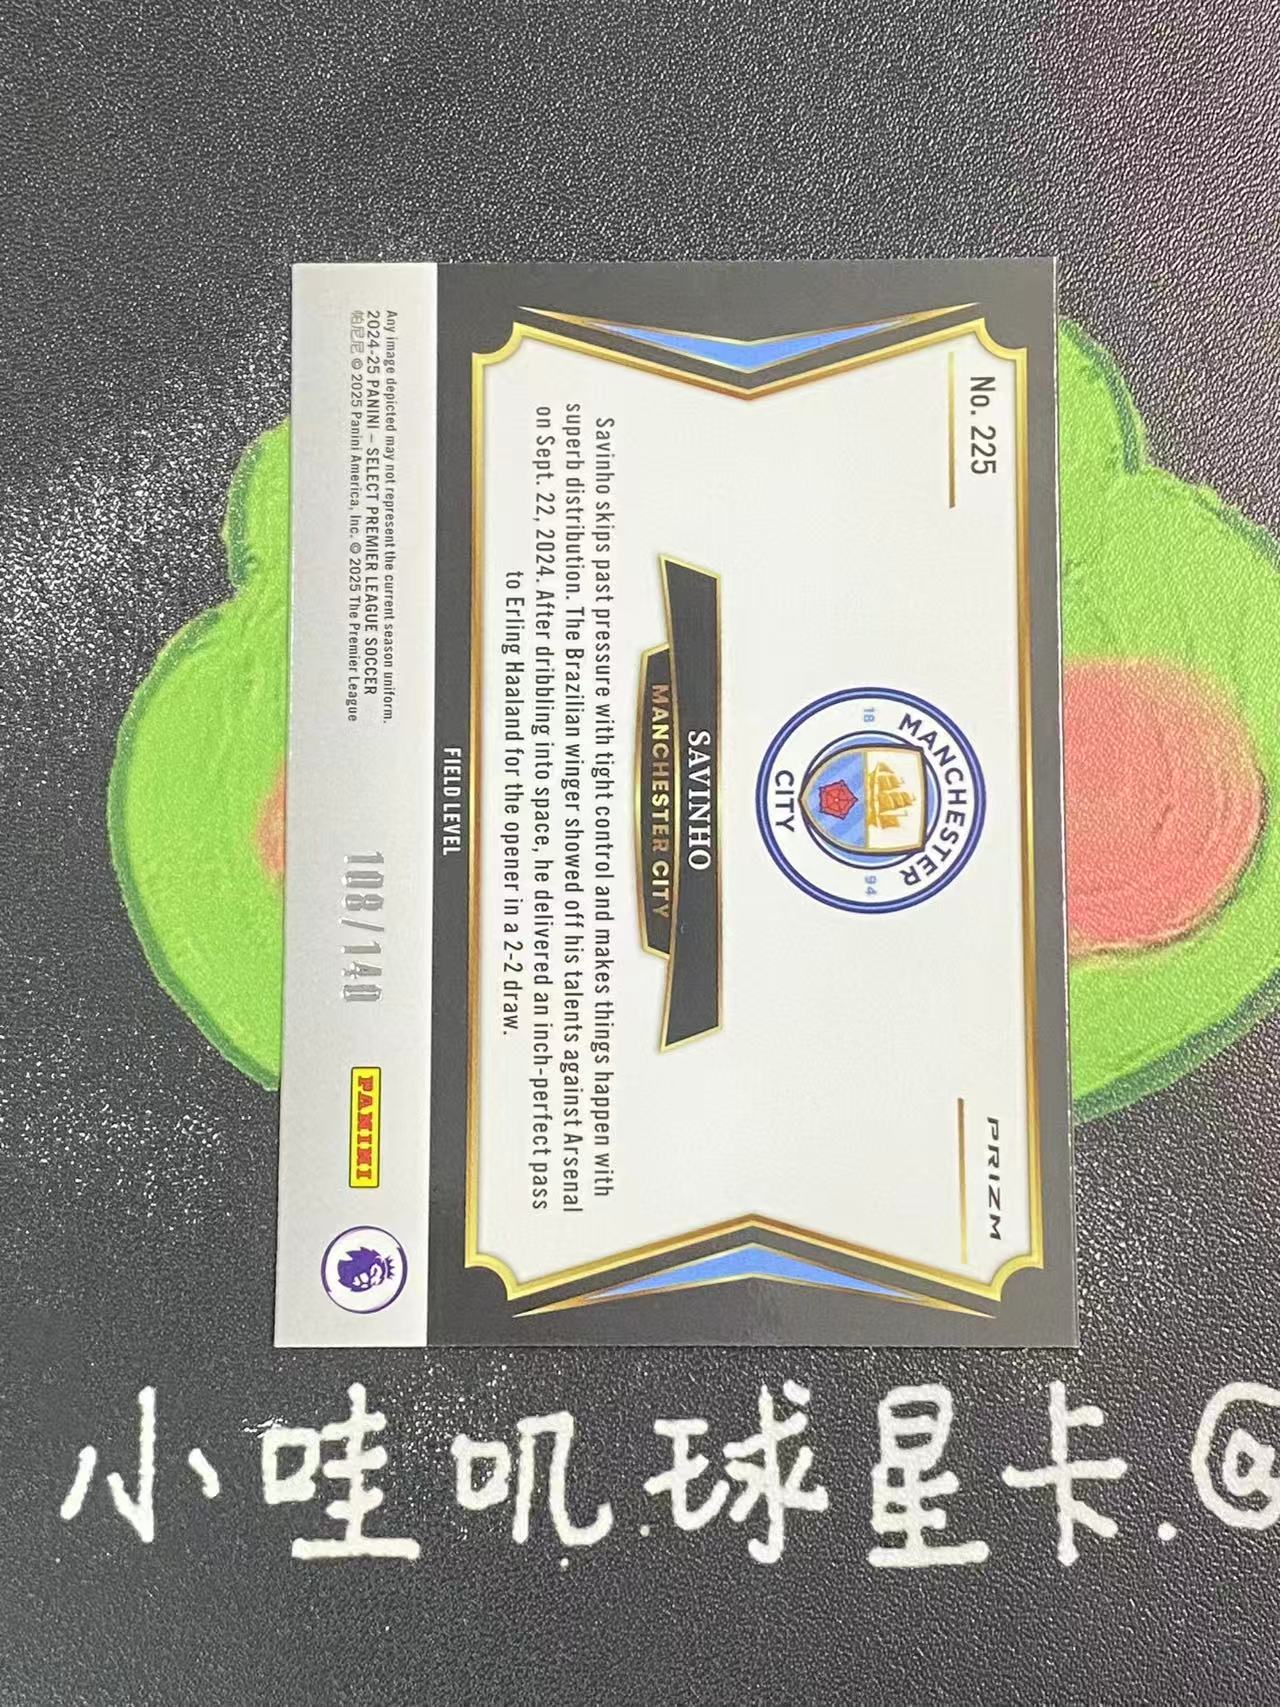 No. 225
PRIZM
MANCHESTER
18 94
CITY
SAVINHO
MANCHESTER CITY
Savinho skips past pressure with tight control and makes things happen with
superb distribution. The Brazilian winger showed off his talents against Arsenal
on Sept. 22, 2024. After dribbling into space, he delivered an inch-perfect pass
to Erling Haaland for the opener in a 2-2 draw.
FIELD LEVEL
Any image depicted may not represent the current season uniform.
2024-25 PANINI – SELECT PREMIER LEAGUE SOCCER
帕尼尼 © 2025 Panini America, Inc. © 2025 The Premier League
108/140
PANINI
小哇叽.球星卡.@